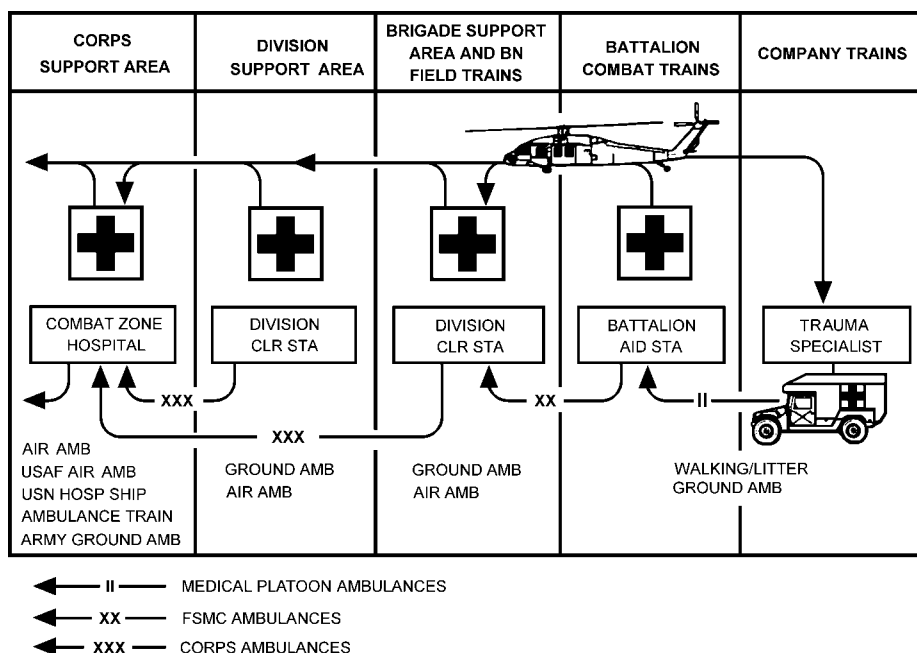 CORPS
SUPPORT AREA
DIVISION
SUPPORT AREA
BRIGADE SUPPORT
AREA AND BN
FIELD TRAINS
BATTALION
COMBAT TRAINS
COMPANY TRAINS
COMBAT ZONE
HOSPITAL
DIVISION
CLR STA
DIVISION
CLR STA
BATTALION
AID STA
TRAUMA
SPECIALIST
XXX
XX
II
XXX
AIR AMB
USAF AIR AMB
USN HOSP SHIP
AMBULANCE TRAIN
ARMY GROUND AMB
GROUND AMB
AIR AMB
GROUND AMB
AIR AMB
WALKING/LITTER
GROUND AMB
II MEDICAL PLATOON AMBULANCES
XX FSMC AMBULANCES
XXX CORPS AMBULANCES